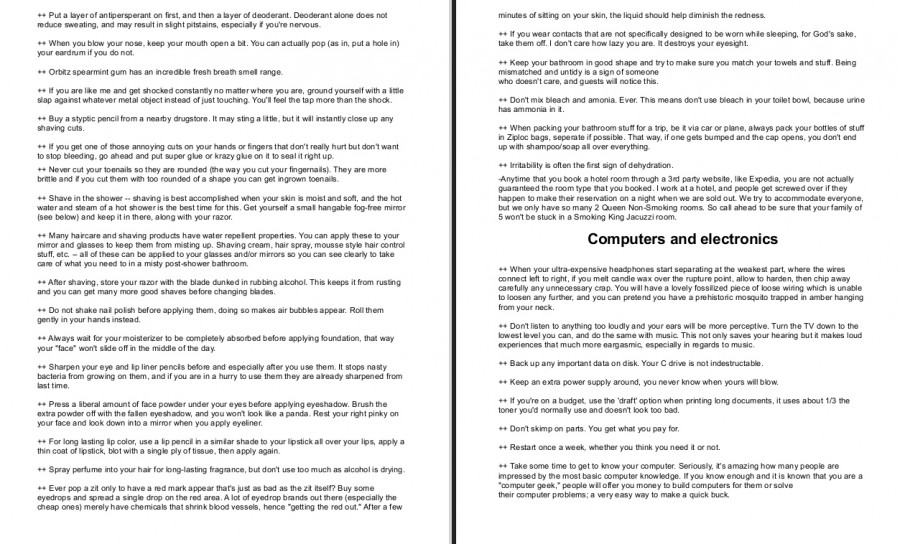 ++ Put a layer of antiperspirant on first, and then a layer of deodorant. Deodorant alone does not
reduce sweating, and may result in slight pitstains, especially if you're nervous.
++ When you blow your nose, keep your mouth open a bit. You can actually pop (as in, put a hole in)
your eardrum if you do not.
++ Orbitz spearmint gum has an incredible fresh breath smell range.
++ If you are like me and get shocked constantly no matter where you are, ground yourself with a little
slap against whatever metal object instead of just touching. You'll feel the tap more than the shock.
++ Buy a styptic pencil from a nearby drugstore. It may sting a little, but it will instantly close up any
shaving cuts.
++ If you get one of those annoying cuts on your hands or fingers that don't really hurt but don't want
to stop bleeding, go ahead and put super glue or krazy glue on it to seal it right up.
++ Never cut your toenails so they are rounded (the way you cut your fingernails). They are more
brittle and if you cut them with too rounded of a shape you can get ingrown toenails.
++ Shave in the shower -- shaving is best accomplished when your skin is moist and soft, and the hot
water and steam of a hot shower is the best time for this. Get yourself a small hangable fog-free mirror
(see below) and keep it in there, along with your razor.
++ Many haircare and shaving products have water repellent properties. You can apply these to your
mirror and glasses to keep them from misting up. Shaving cream, hair spray, mousse style hair control
stuff, etc. – all of these can be applied to your glasses and/or mirrors so you can see clearly to take
care of what you need to in a misty post-shower bathroom.
++ After shaving, store your razor with the blade dunked in rubbing alcohol. This keeps it from rusting
and you can get many more good shaves before changing blades.
++ Do not shake nail polish before applying them, doing so makes air bubbles appear. Roll them
gently in your hands instead.
++ Always wait for your moisterizer to be completely absorbed before applying foundation, that way
your "face" won't slide off in the middle of the day.
++ Sharpen your eye and lip liner pencils before and especially after you use them. It stops nasty
bacteria from growing on them, and if you are in a hurry to use them they are already sharpened from
last time.
++ Press a liberal amount of face powder under your eyes before applying eyeshadow. Brush the
extra powder off with the fallen eyeshadow, and you won't look like a panda. Rest your right pinky on
your face and look down into a mirror when you apply eyeliner.
++ For long lasting lip color, use a lip pencil in a similar shade to your lipstick all over your lips, apply a
thin coat of lipstick, blot with a single ply of tissue, then apply again.
++ Spray perfume into your hair for long-lasting fragrance, but don't use too much as alcohol is drying.
++ Ever pop a zit only to have a red mark appear that's just as bad as the zit itself? Buy some
eyedrops and spread a single drop on the red area. A lot of eyedrop brands out there (especially the
cheap ones) merely have chemicals that shrink blood vessels, hence "getting the red out." After a few
minutes of sitting on your skin, the liquid should help diminish the redness.
++ If you wear contacts that are not specifically designed to be worn while sleeping, for God's sake,
take them off. I don't care how lazy you are. It destroys your eyesight.
++ Keep your bathroom in good shape and try to make sure you match your towels and stuff. Being
mismatched and untidy is a sign of someone
who doesn't care, and guests will notice this.
++ Don't mix bleach and amonia. Ever. This means don't use bleach in your toilet bowl, because urine
has ammonia in it.
++ When packing your bathroom stuff for a trip, be it via car or plane, always pack your bottles of stuff
in Ziploc bags, seperate if possible. That way, if one gets bumped and the cap opens, you don't end
up with shampoo/soap all over everything.
++ Irritability is often the first sign of dehydration.
-Anytime that you book a hotel room through a 3rd party website, like Expedia, you are not actually
guaranteed the room type that you booked. I work at a hotel, and people get screwed over if they
happen to make their reservation on a night when we are sold out. We try to accommodate everyone,
but we only have so many 2 Queen Non-Smoking rooms. So call ahead to be sure that your family of
5 won't be stuck in a Smoking King Jacuzzi room.
Computers and electronics
++ When your ultra-expensive headphones start separating at the weakest part, where the wires
connect left to right, if you melt candle wax over the rupture point, allow to harden, then chip away
carefully any unnecessary crap. You will have a lovely fossilized piece of loose wiring which is unable
to loosen any further, and you can pretend you have a prehistoric mosquito trapped in amber hanging
from your neck.
++ Don't listen to anything too loudly and your ears will be more perceptive. Turn the TV down to the
lowest level you can, and do the same with music. This not only saves your hearing but it makes loud
experiences that much more eargasmic, especially in regards to music.
++ Back up any important data on disk. Your C drive is not indestructable.
++ Keep an extra power supply around, you never know when yours will blow.
++ If you're on a budget, use the 'draft' option when printing long documents, it uses about 1/3 the
toner you'd normally use and doesn't look too bad.
++ Don't skimp on parts. You get what you pay for.
++ Restart once a week, whether you think you need it or not.
++ Take some time to get to know your computer. Seriously, it's amazing how many people are
impressed by the most basic computer knowledge. If you know enough and it is known that you are a
"computer geek," people will offer you money to build computers for them or solve
their computer problems; a very easy way to make a quick buck.